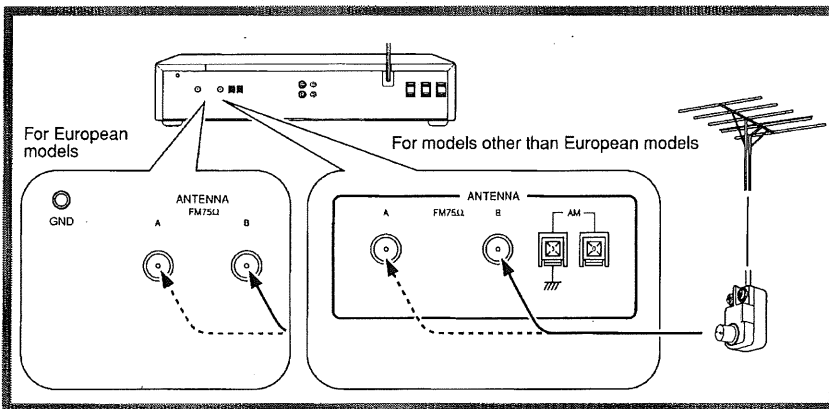 For European
models
For models other than European models
GND
ANTENNA
FM75Ω
A
B
ANTENNA
A
FM75Ω
B
AM